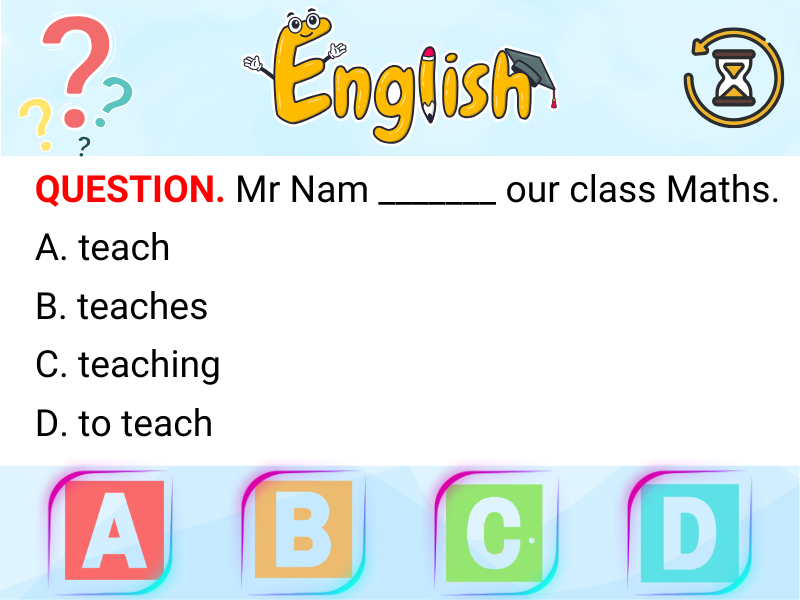 English
QUESTION. Mr Nam _______ our class Maths.
A. teach
B. teaches
C. teaching
D. to teach
A B C D